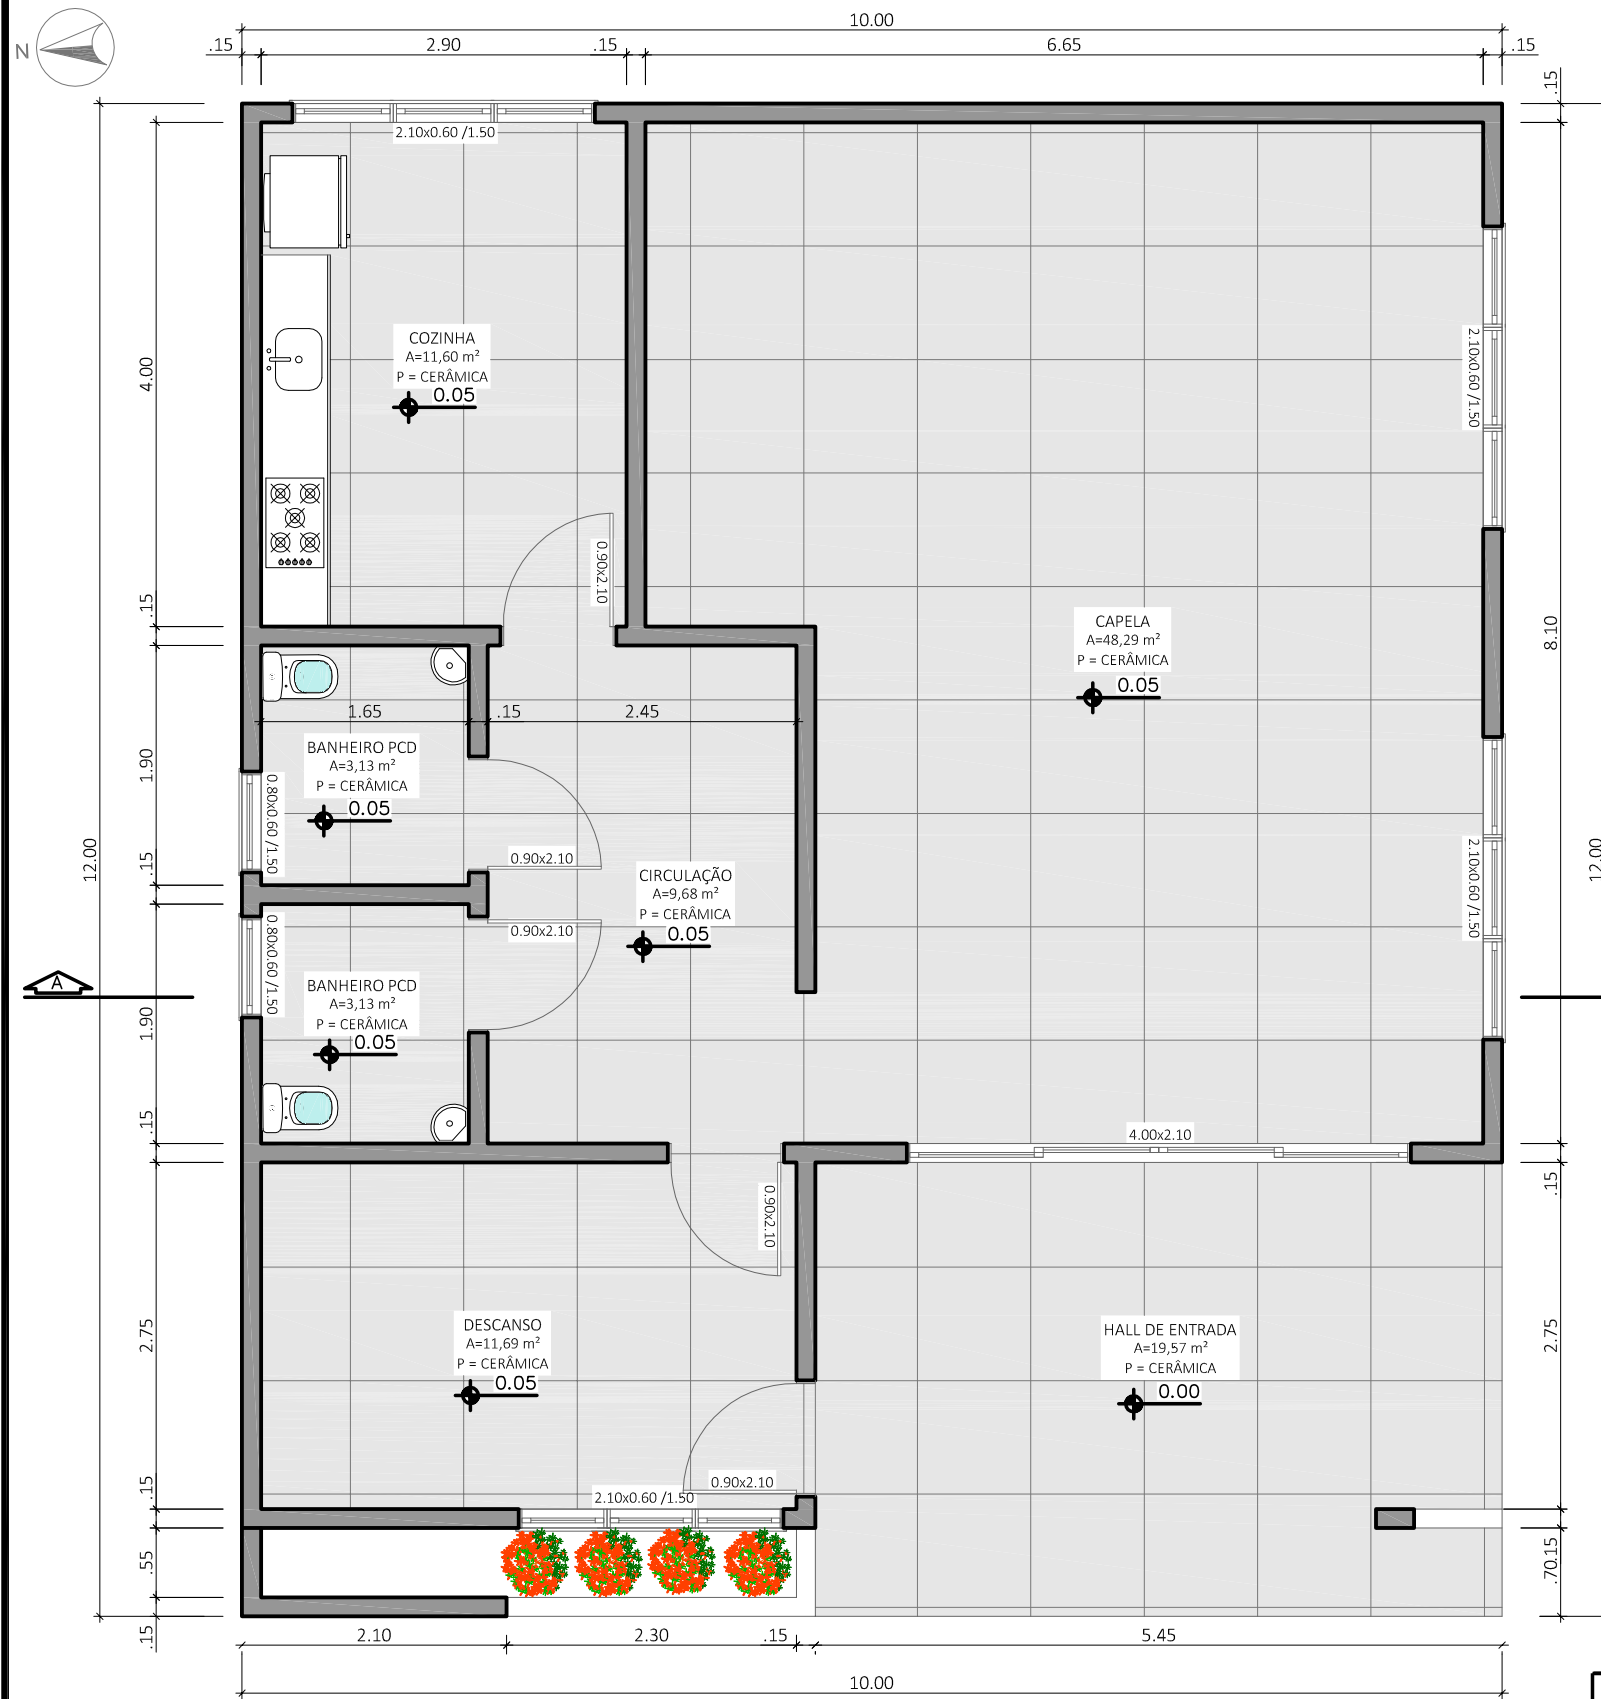 10.00
.15
2.90
.15
6.65
.15
N
.15
2.10x0.60 /1.50
COZINHA
A=11,60 m²
P = CERÂMICA
0.05
4.00
2.10x0.60 /1.50
0.90x2.10
.15
CAPELA
A=48,29 m²
P = CERÂMICA
0.05
8.10
1.65
.15
2.45
BANHEIRO PCD
A=3,13 m²
P = CERÂMICA
0.05
1.90
0.80x0.60 /1.50
0.90x2.10
12.00
.15
CIRCULAÇÃO
A=9,68 m²
P = CERÂMICA
0.05
2.10x0.60 /1.50
12.00
0.90x2.10
0.80x0.60 /1.50
A
BANHEIRO PCD
A=3,13 m²
P = CERÂMICA
0.05
1.90
.15
4.00x2.10
.15
0.90x2.10
DESCANSO
A=11,69 m²
P = CERÂMICA
0.05
2.75
HALL DE ENTRADA
A=19,57 m²
P = CERÂMICA
0.00
2.75
0.90x2.10
2.10x0.60 /1.50
.15
.55
.15
.70
.15
2.10
2.30
.15
5.45
10.00